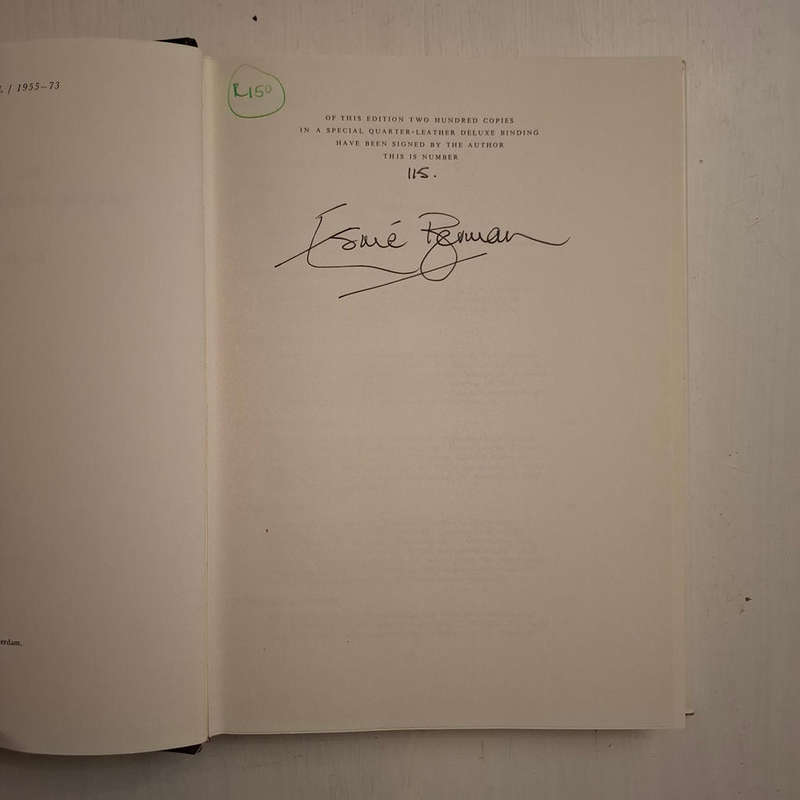 / 1955–73
R150
OF THIS EDITION TWO HUNDRED COPIES
IN A SPECIAL QUARTER-LEATHER DELUXE BINDING
HAVE BEEN SIGNED BY THE AUTHOR
THIS IS NUMBER
115.
Esmé Berman
erdam.